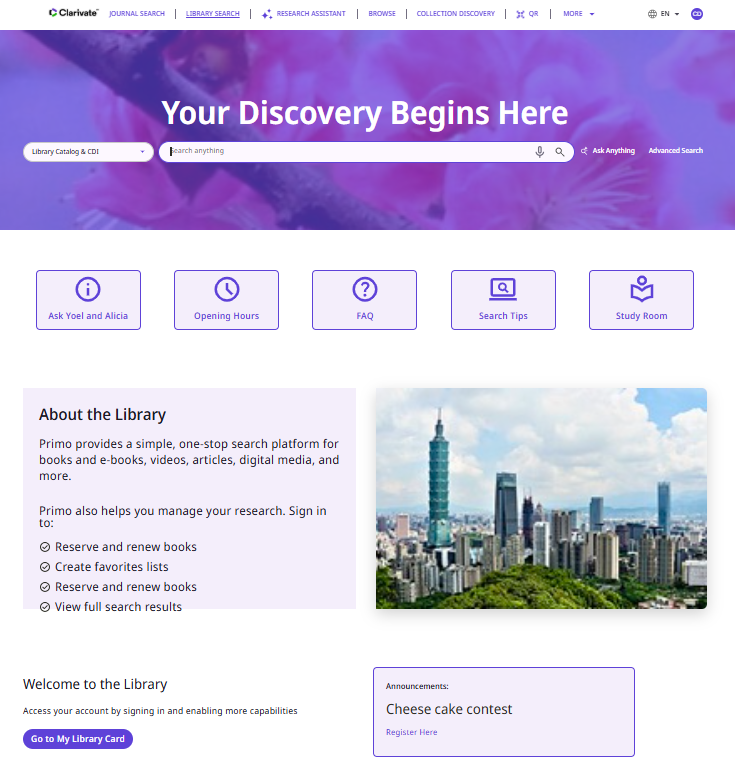 Clarivate™ JOURNAL SEARCH LIBRARY SEARCH RESEARCH ASSISTANT BROWSE COLLECTION DISCOVERY QR MORE EN CD
Your Discovery Begins Here
Library Catalog & CDI Search anything Ask Anything Advanced Search
Ask Yoel and Alicia Opening Hours FAQ Search Tips Study Room
About the Library
Primo provides a simple, one-stop search platform for
books and e-books, videos, articles, digital media, and
more.
Primo also helps you manage your research. Sign in
to:
Reserve and renew books
Create favorites lists
Reserve and renew books
View full search results
Welcome to the Library
Access your account by signing in and enabling more capabilities
Go to My Library Card
Announcements:
Cheese cake contest
Register Here